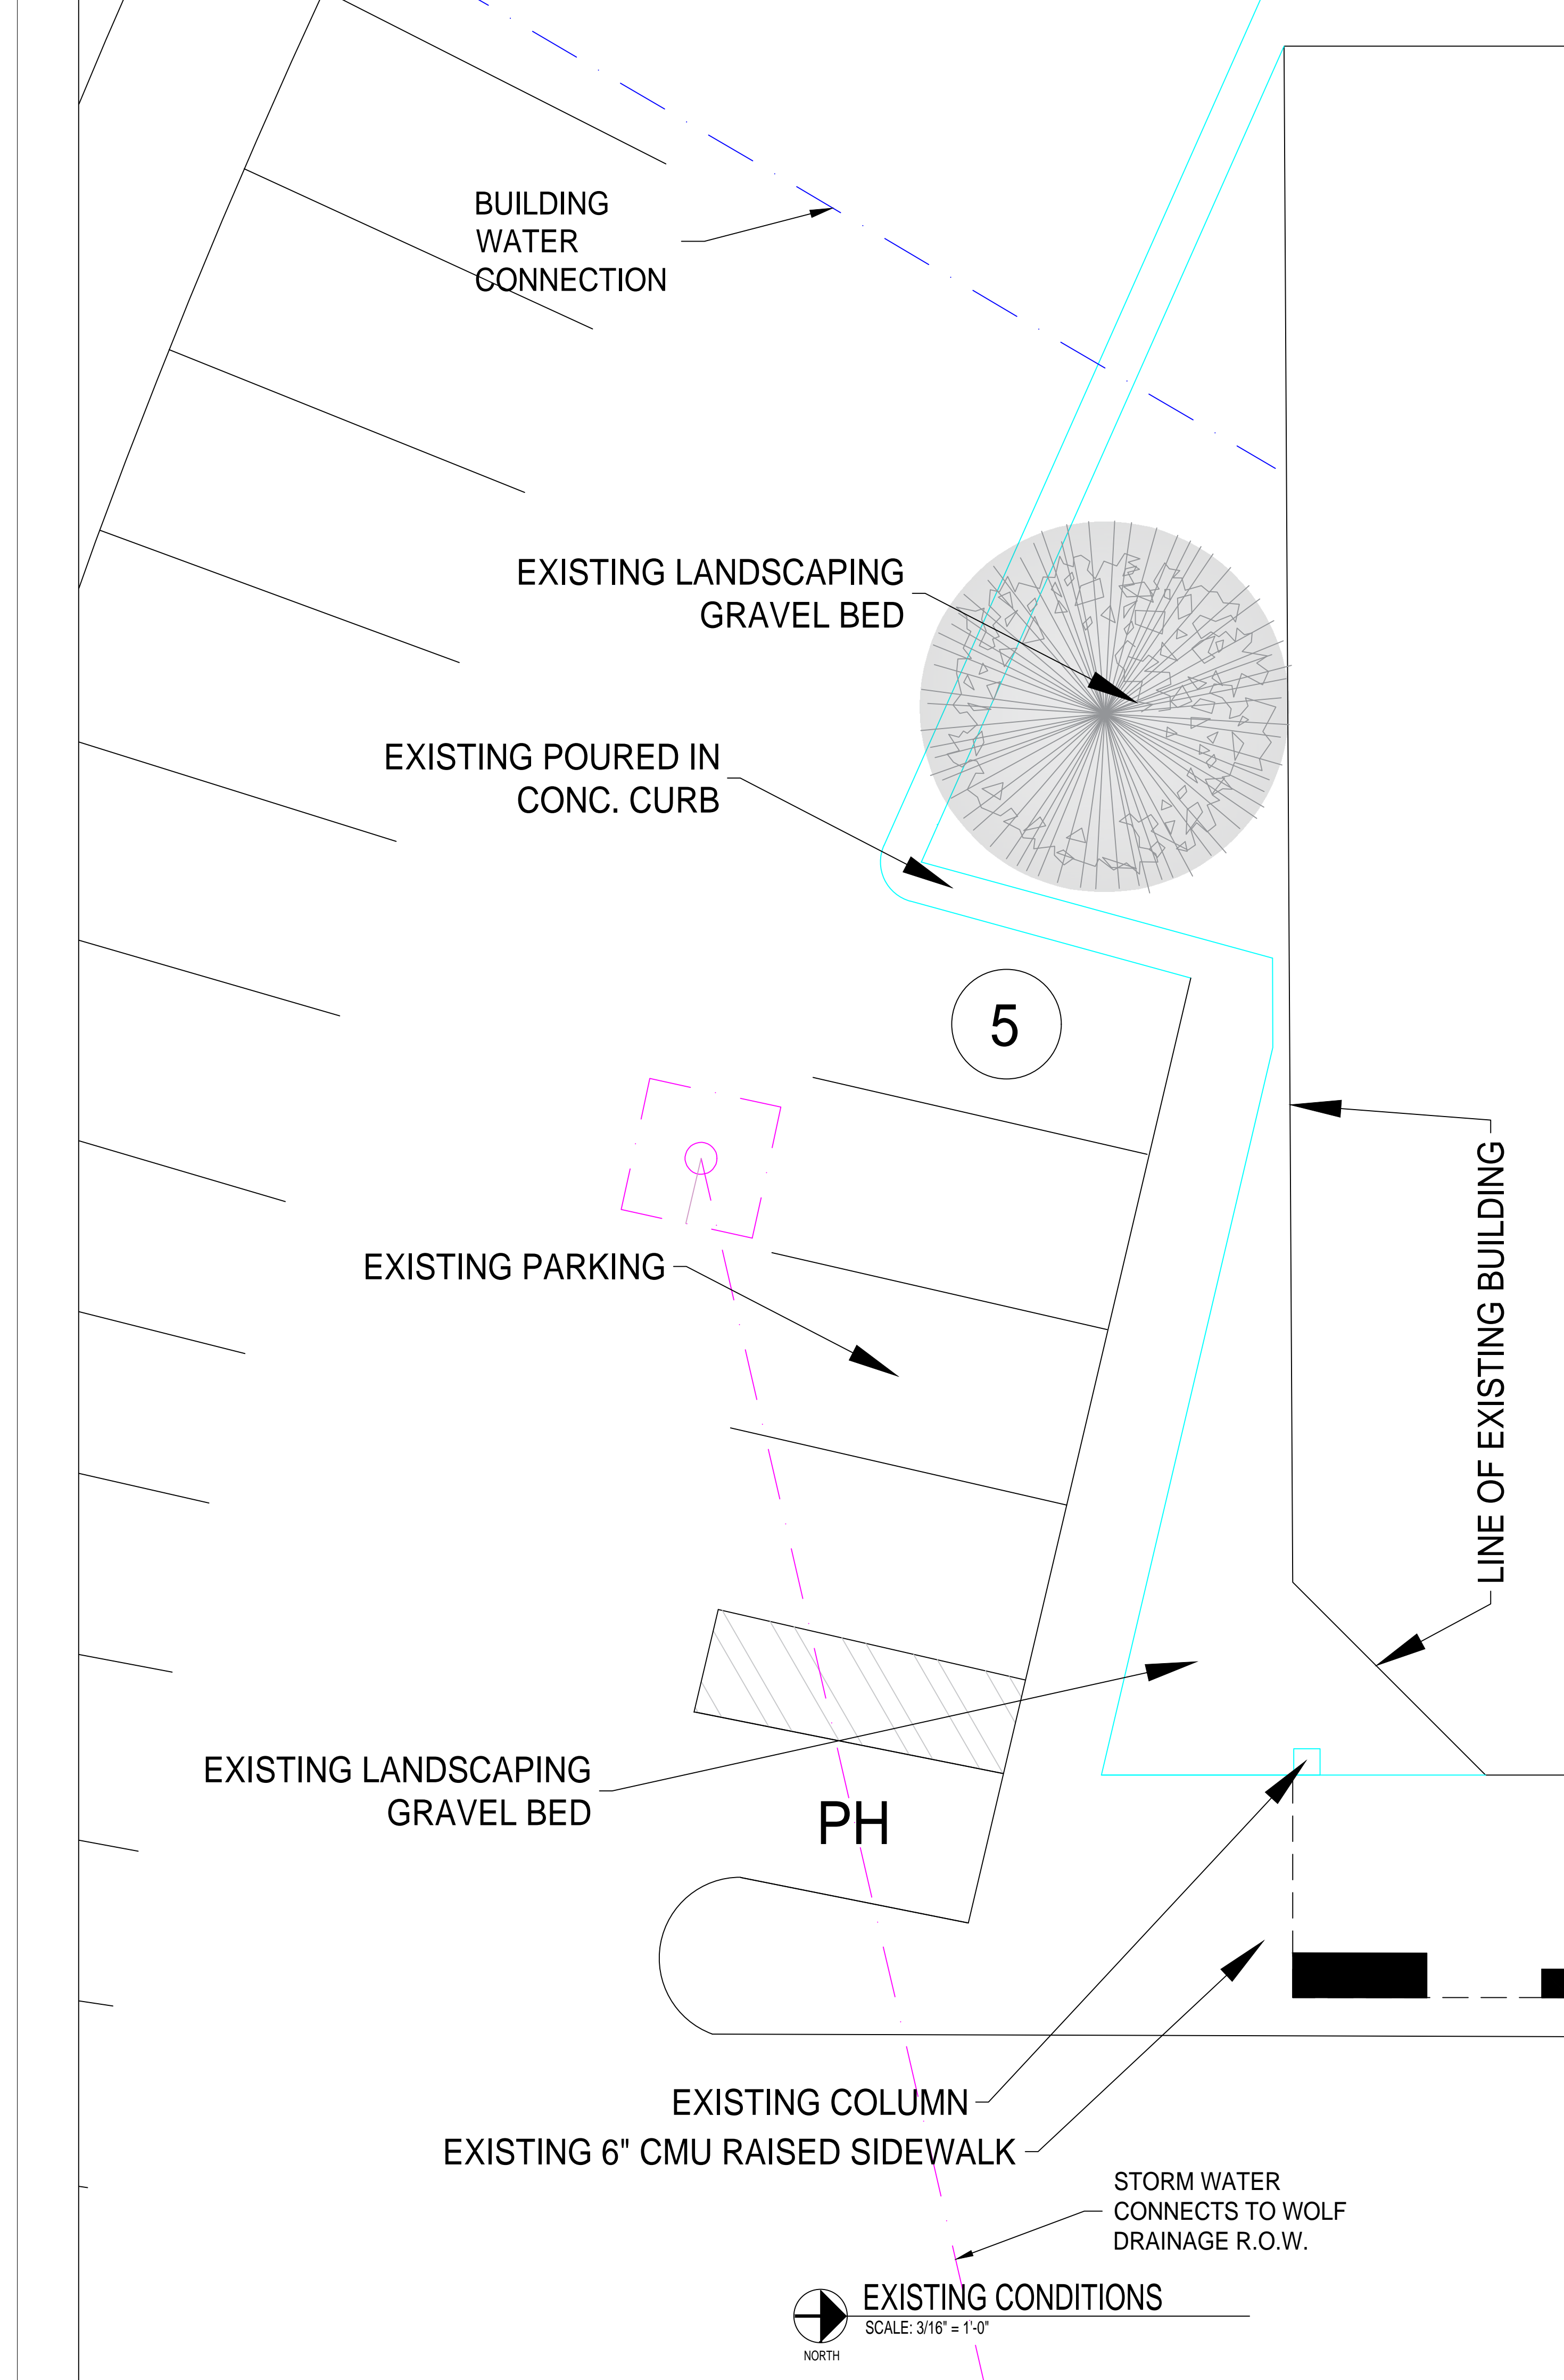 BUILDING
WATER
CONNECTION
EXISTING LANDSCAPING
GRAVEL BED
EXISTING POURED IN
CONC. CURB
5
LINE OF EXISTING BUILDING
EXISTING PARKING
EXISTING LANDSCAPING
GRAVEL BED
PH
EXISTING COLUMN
EXISTING 6" CMU RAISED SIDEWALK
STORM WATER
CONNECTS TO WOLF
DRAINAGE R.O.W.
EXISTING CONDITIONS
SCALE: 3/16" = 1'-0"
NORTH